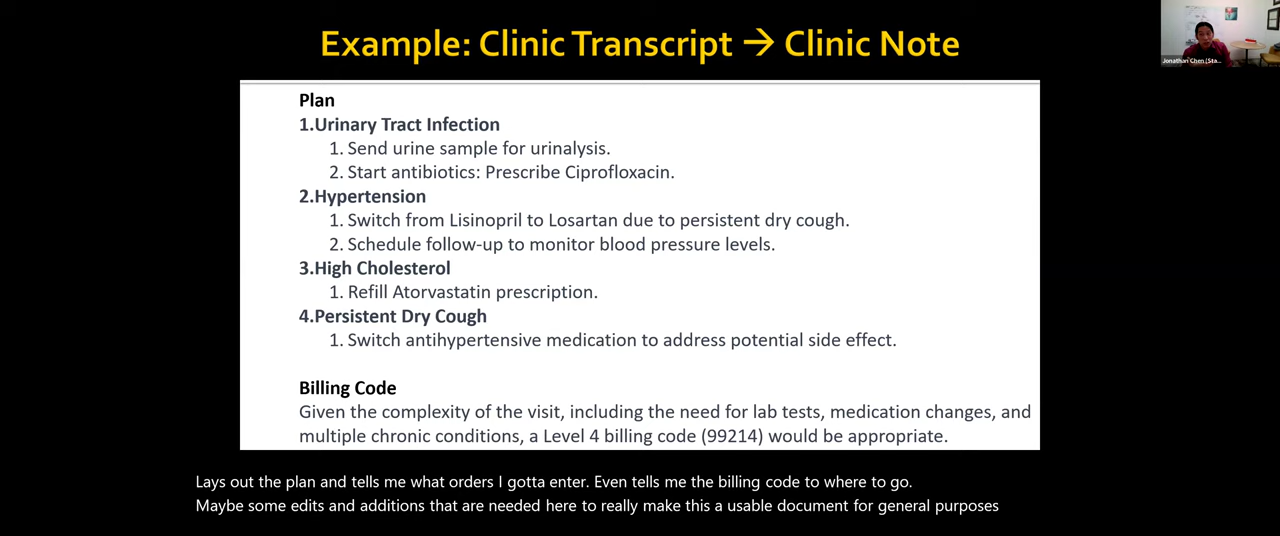 Example: Clinic Transcript → Clinic Note
Jonathan Chen (Sta...
Plan
1.Urinary Tract Infection
1. Send urine sample for urinalysis.
2. Start antibiotics: Prescribe Ciprofloxacin.
2.Hypertension
1. Switch from Lisinopril to Losartan due to persistent dry cough.
2. Schedule follow-up to monitor blood pressure levels.
3.High Cholesterol
1. Refill Atorvastatin prescription.
4.Persistent Dry Cough
1. Switch antihypertensive medication to address potential side effect.
Billing Code
Given the complexity of the visit, including the need for lab tests, medication changes, and
multiple chronic conditions, a Level 4 billing code (99214) would be appropriate.
Lays out the plan and tells me what orders I gotta enter. Even tells me the billing code to where to go.
Maybe some edits and additions that are needed here to really make this a usable document for general purposes